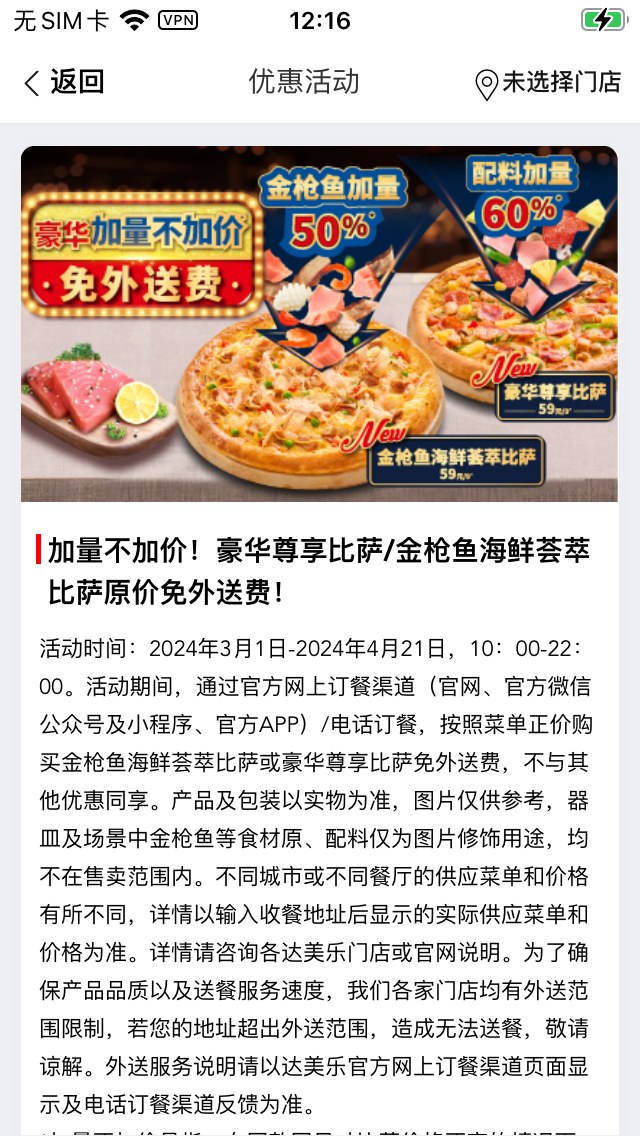 无SIM卡 VPN 12:16
返回 优惠活动 未选择门店
豪华加量不加价*
·免外送费·
金枪鱼加量
50%*
配料加量
60%*
New
豪华尊享比萨
59元/9"
New
金枪鱼海鲜荟萃比萨
59元/9"
加量不加价！豪华尊享比萨/金枪鱼海鲜荟萃
比萨原价免外送费！
活动时间：2024年3月1日-2024年4月21日，10：00-22：
00。活动期间，通过官方网上订餐渠道（官网、官方微信
公众号及小程序、官方APP）/电话订餐，按照菜单正价购
买金枪鱼海鲜荟萃比萨或豪华尊享比萨免外送费，不与其
他优惠同享。产品及包装以实物为准，图片仅供参考，器
皿及场景中金枪鱼等食材原、配料仅为图片修饰用途，均
不在售卖范围内。不同城市或不同餐厅的供应菜单和价格
有所不同，详情以输入收餐地址后显示的实际供应菜单和
价格为准。详情请咨询各达美乐门店或官网说明。为了确
保产品品质以及送餐服务速度，我们各家门店均有外送范
围限制，若您的地址超出外送范围，造成无法送餐，敬请
谅解。外送服务说明请以达美乐官方网上订餐渠道页面显
示及电话订餐渠道反馈为准。